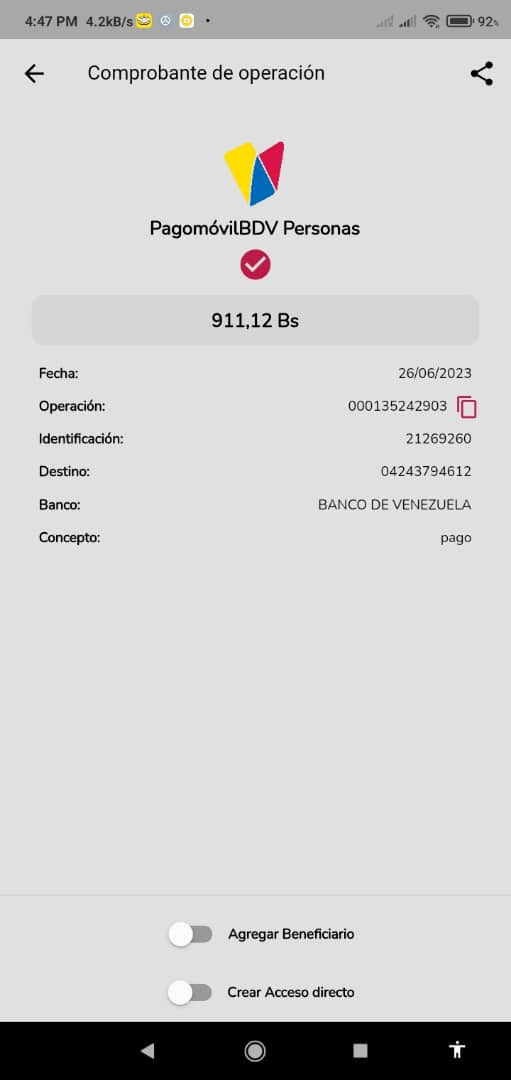 4:47 PM 4.2kB/s 92%
Comprobante de operación
PagomóvilBDV Personas
911,12 Bs
Fecha: 26/06/2023
Operación: 000135242903
Identificación: 21269260
Destino: 04243794612
Banco: BANCO DE VENEZUELA
Concepto: pago
Agregar Beneficiario
Crear Acceso directo